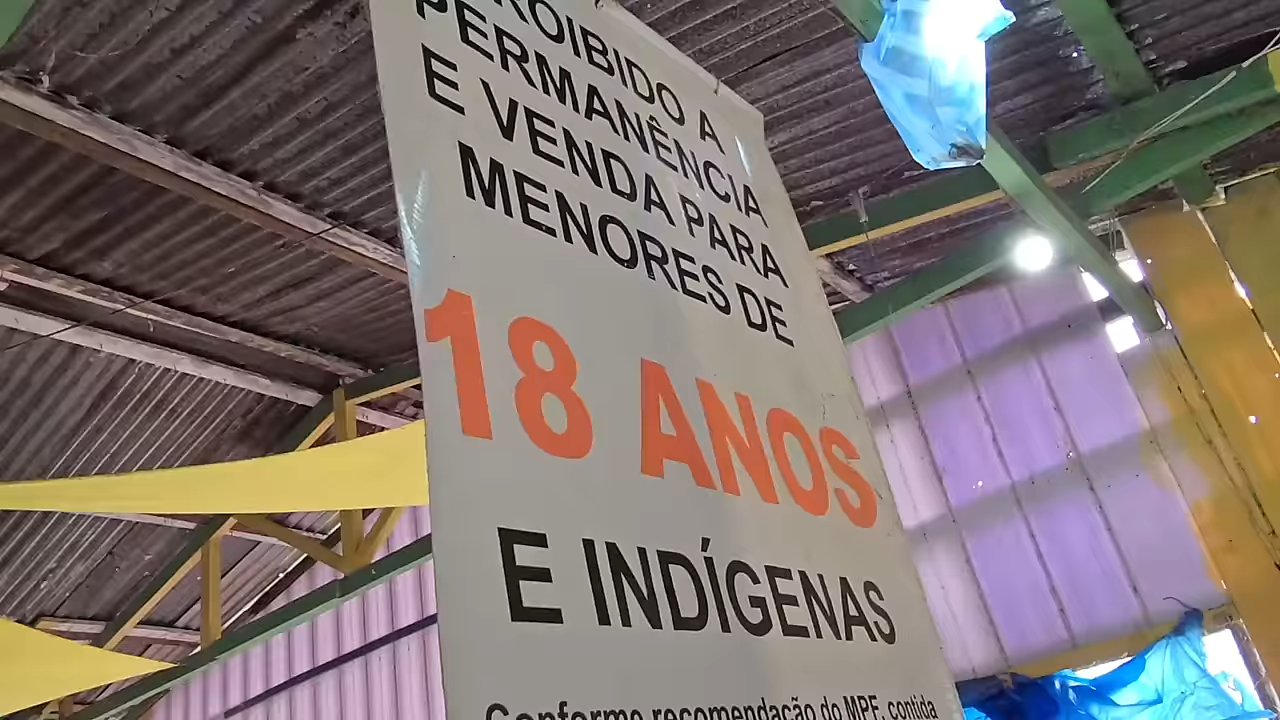 PROIBIDO A
PERMANÊNCIA
E VENDA PARA
MENORES DE
18 ANOS
E INDÍGENAS
Conforme recomendação do MPF, contida